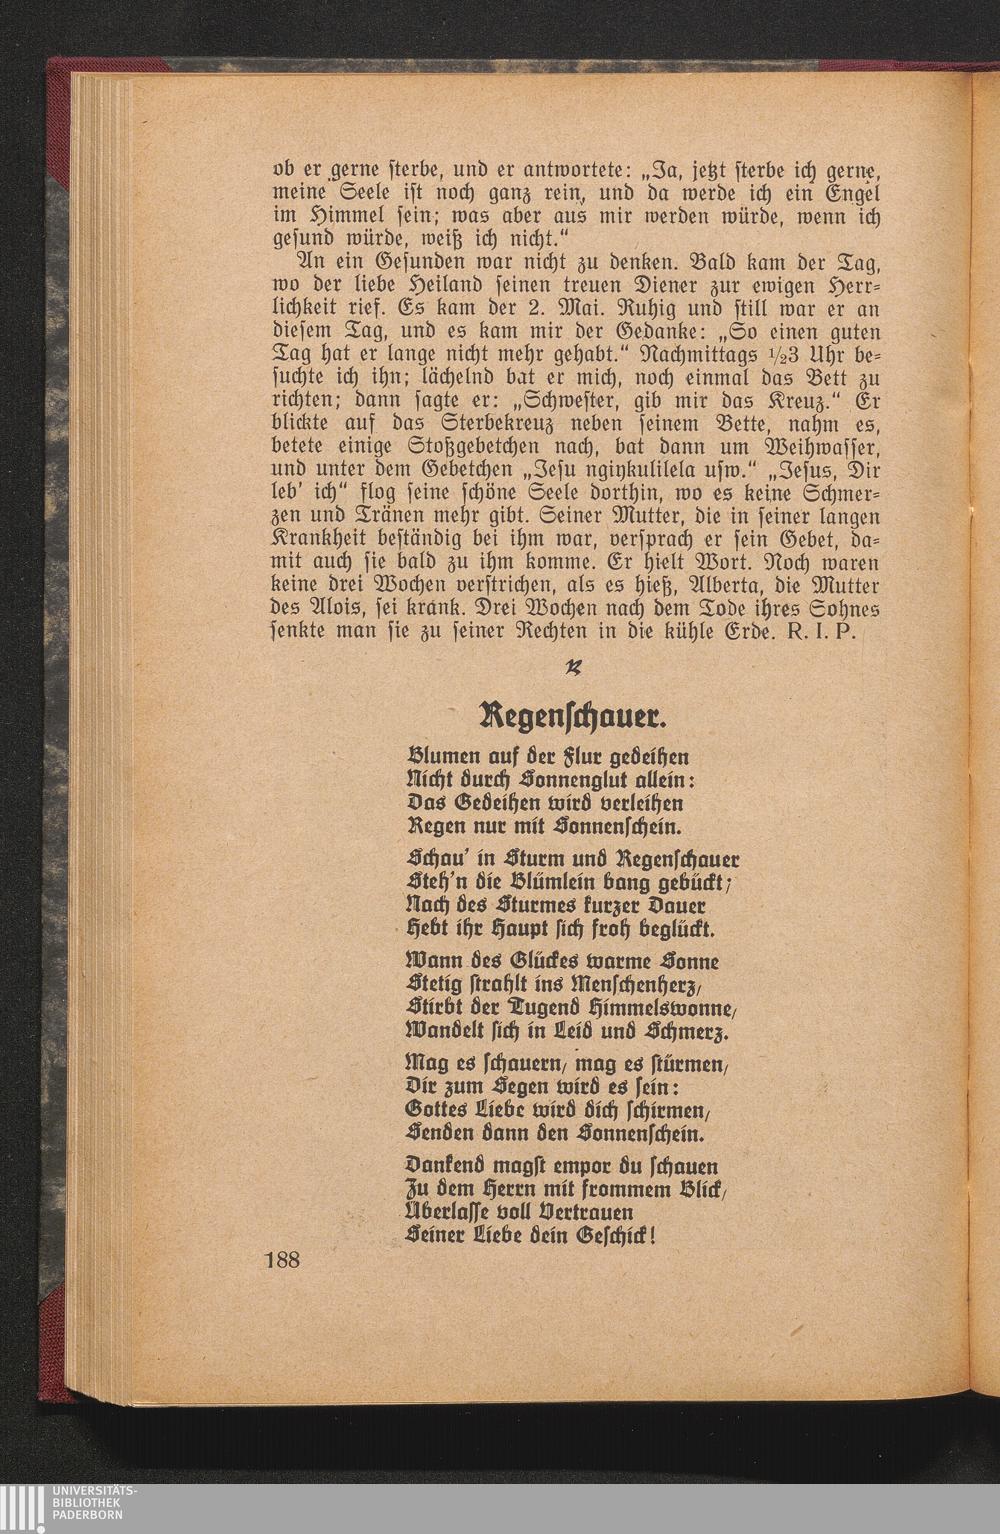 ob er gerne sterbe, und er antwortete: „Ja, jetzt sterbe ich gerne,
meine Seele ist noch ganz rein, und da werde ich ein Engel
im Himmel sein; was aber aus mir werden würde, wenn ich
gesund würde, weiß ich nicht.“
An ein Gesunden war nicht zu denken. Bald kam der Tag,
wo der liebe Heiland seinen treuen Diener zur ewigen Herr-
lichkeit rief. Es kam der 2. Mai. Ruhig und still war er an
diesem Tag, und es kam mir der Gedanke: „So einen guten
Tag hat er lange nicht mehr gehabt.“ Nachmittags ½3 Uhr be-
suchte ich ihn; lächelnd bat er mich, noch einmal das Bett zu
richten; dann sagte er: „Schwester, gib mir das Kreuz.“ Er
blickte auf das Sterbekreuz neben seinem Bette, nahm es,
betete einige Stoßgebetchen nach, bat dann um Weihwasser,
und unter dem Gebetchen „Jesu ngiykulilela usw.“ „Jesus, Dir
leb’ ich“ flog seine schöne Seele dorthin, wo es keine Schmer-
zen und Tränen mehr gibt. Seiner Mutter, die in seiner langen
Krankheit beständig bei ihm war, versprach er sein Gebet, da-
mit auch sie bald zu ihm komme. Er hielt Wort. Noch waren
keine drei Wochen verstrichen, als es hieß, Alberta, die Mutter
des Alois, sei krank. Drei Wochen nach dem Tode ihres Sohnes
senkte man sie zu seiner Rechten in die kühle Erde. R. I. P.
Regenschauer.
Blumen auf der Flur gedeihen
Nicht durch Sonnenglut allein:
Das Gedeihen wird verleihen
Regen nur mit Sonnenschein.
Schau’ in Sturm und Regenschauer
Steh’n die Blümlein bang gebückt;
Nach des Sturmes kurzer Dauer
Hebt ihr Haupt sich froh beglückt.
Wann des Glückes warme Sonne
Stetig strahlt ins Menschenherz,
Stirbt der Tugend Himmelswonne,
Wandelt sich in Leid und Schmerz.
Mag es schauern, mag es stürmen,
Dir zum Segen wird es sein:
Gottes Liebe wird dich schirmen,
Senden dann den Sonnenschein.
Dankend magst empor du schauen
Zu dem Herrn mit frommem Blick,
Überlasse voll Vertrauen
Seiner Liebe dein Geschick!
188
UNIVERSITÄTS-
BIBLIOTHEK
PADERBORN